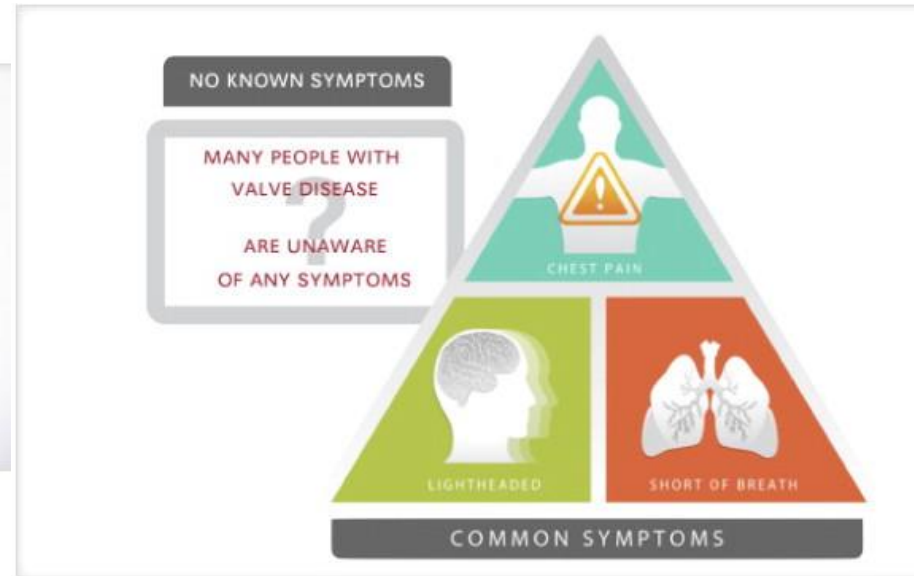 NO KNOWN SYMPTOMS
MANY PEOPLE WITH
VALVE DISEASE
ARE UNAWARE
OF ANY SYMPTOMS
CHEST PAIN
LIGHTHEADED
SHORT OF BREATH
COMMON SYMPTOMS